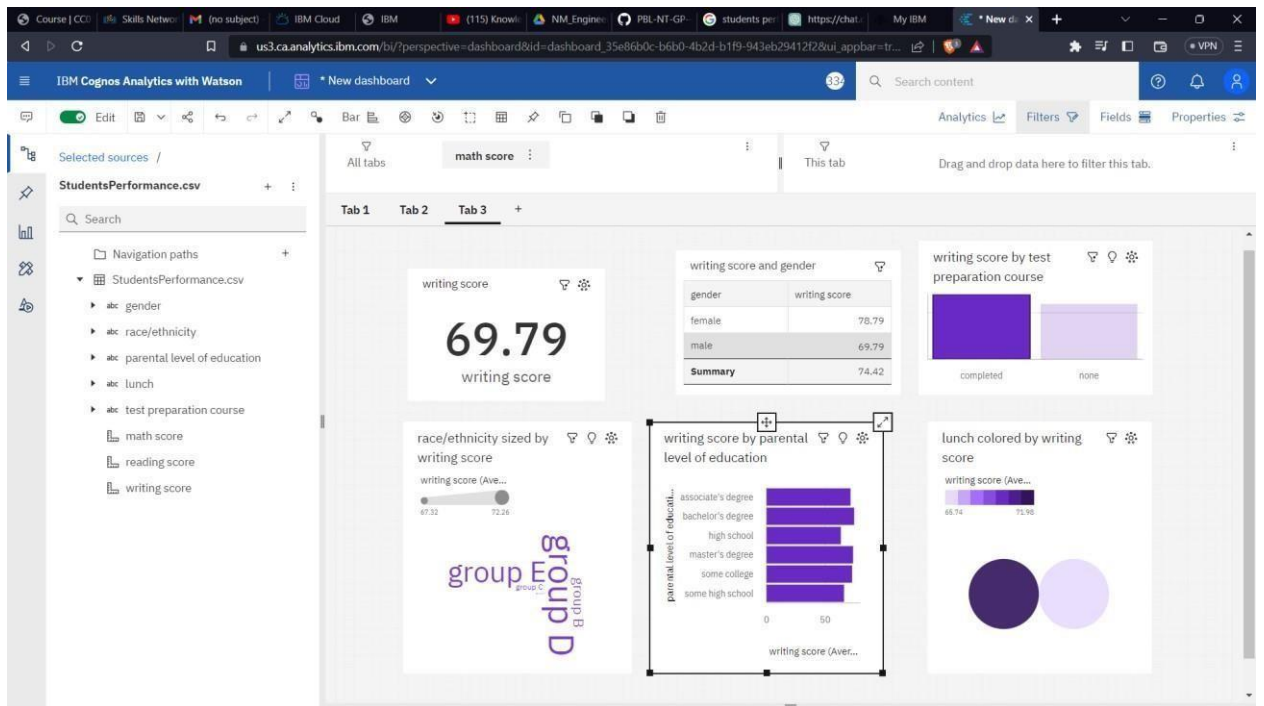 Course | CC
Skills Networ
(no subject)
IBM Cloud
IBM
(115) Knowl
NM_Enginee
PBL-NT-GP-
students per
https://chat.
My IBM
* New da
us3.ca.analytics.ibm.com/bi/?perspective=dashboard&id=dashboard_35e86b0c-b6b0-4b2d-b1f9-943eb29412f2&ui_appbar=tr...
VPN
IBM Cognos Analytics with Watson
* New dashboard
Search content
Edit
Bar
Analytics
Filters
Fields
Properties
Selected sources /
StudentsPerformance.csv
Search
Navigation paths
StudentsPerformance.csv
abc gender
abc race/ethnicity
abc parental level of education
abc lunch
abc test preparation course
math score
reading score
writing score
All tabs
math score
This tab
Drag and drop data here to filter this tab.
Tab 1 Tab 2 Tab 3 +
writing score
69.79
writing score
writing score and gender
gender writing score
female 78.79
male 69.79
Summary 74.42
writing score by test
preparation course
completed none
race/ethnicity sized by
writing score
writing score (Ave...
67.32 72.26
group E
group D
group C
group B
writing score by parental
level of education
parental level of educati...
associate's degree
bachelor's degree
high school
master's degree
some college
some high school
0 50
writing score (Aver...
lunch colored by writing
score
writing score (Ave...
71.98